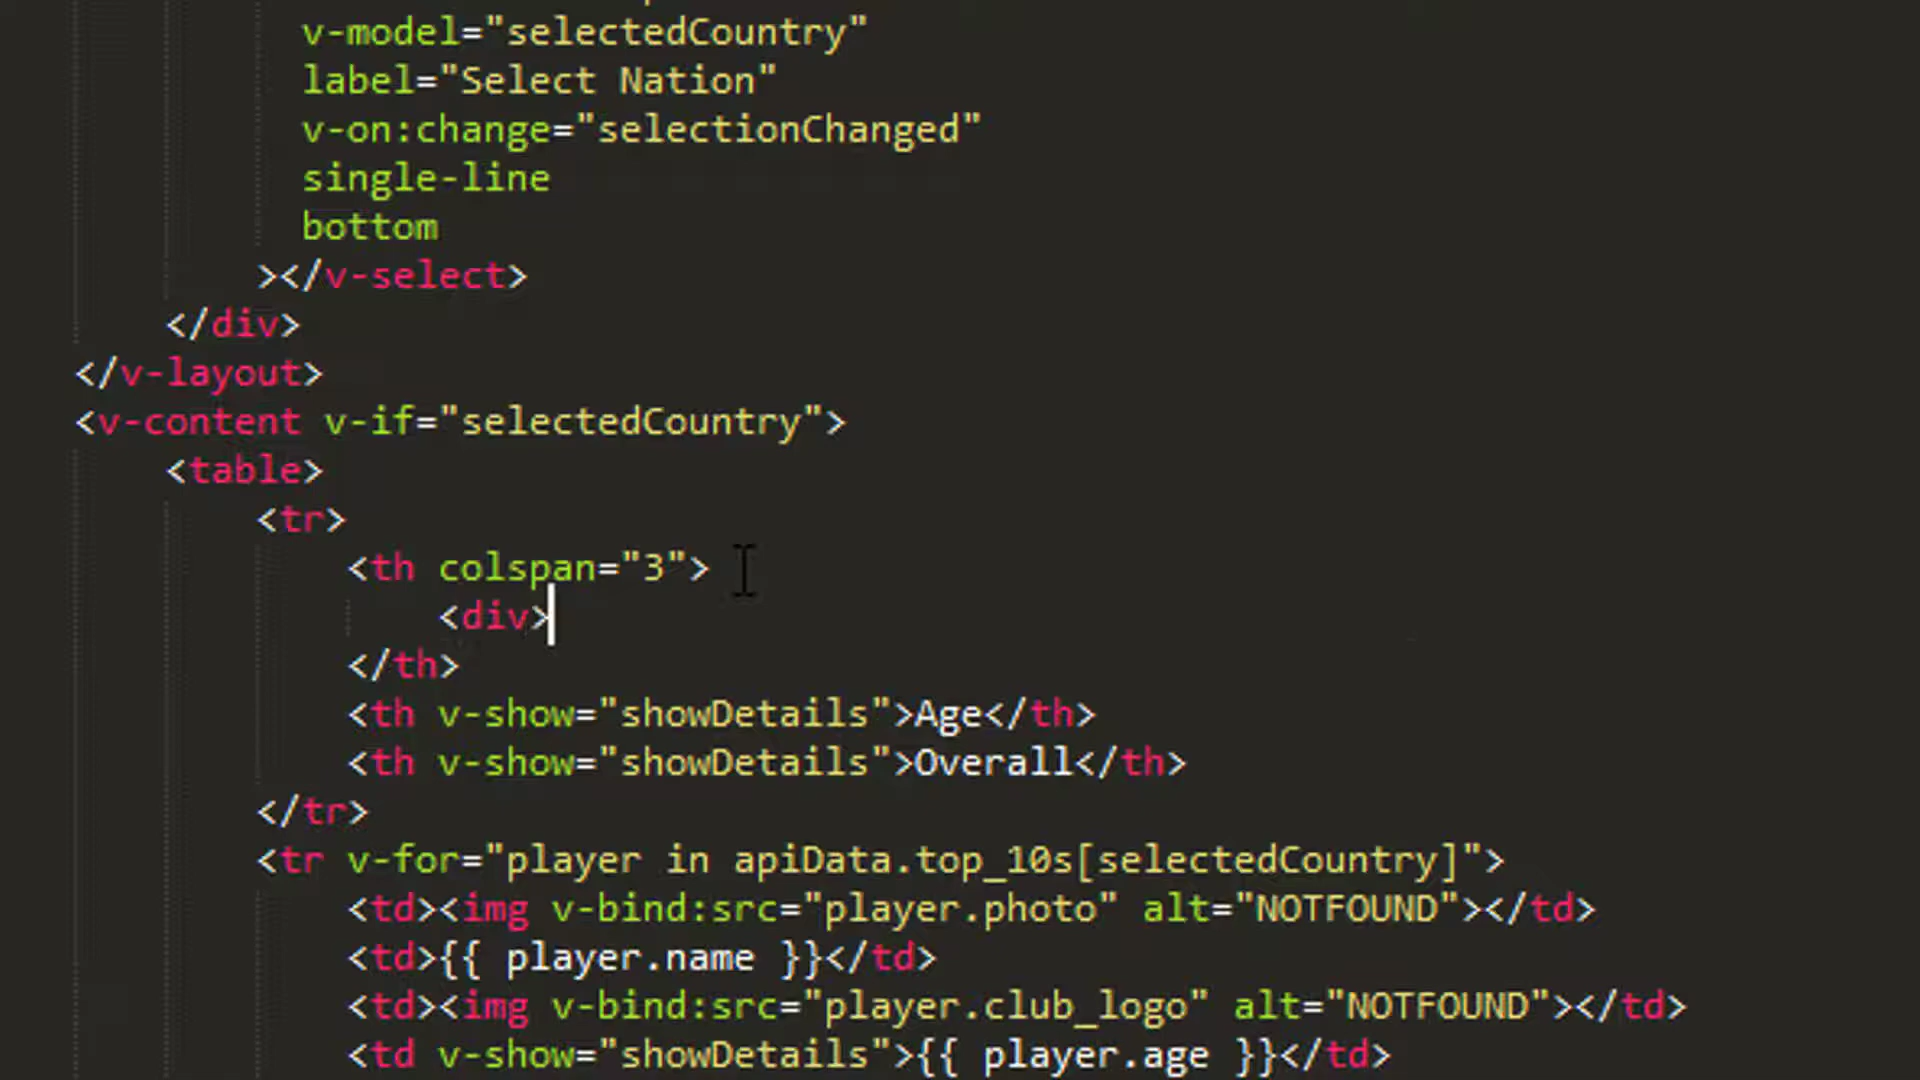 v-model="selectedCountry"
label="Select Nation"
v-on:change="selectionChanged"
single-line
bottom
></v-select>
</div>
</v-layout>
<v-content v-if="selectedCountry">
<table>
<tr>
<th colspan="3">
<div>
</th>
<th v-show="showDetails">Age</th>
<th v-show="showDetails">Overall</th>
</tr>
<tr v-for="player in apiData.top_10s[selectedCountry]">
<td><img v-bind:src="player.photo" alt="NOTFOUND"></td>
<td>{{ player.name }}</td>
<td><img v-bind:src="player.club_logo" alt="NOTFOUND"></td>
<td v-show="showDetails">{{ player.age }}</td>